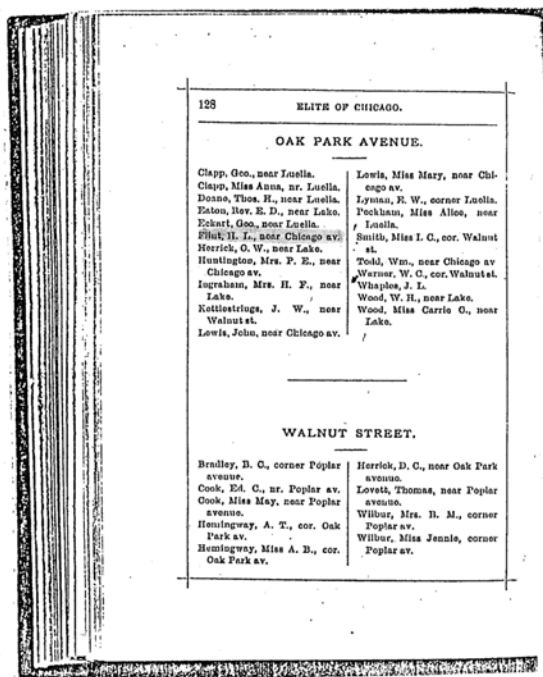 128
ELITE OF CHICAGO.
OAK PARK AVENUE.
Clapp, Geo., near Luella.
Clapp, Miss Anna, nr. Luella.
Doane, Thos. H., near Luella.
Eaton, Rev. E. D., near Lake.
Eckart, Geo., near Luella.
Flint, H. L., near Chicago av.
Herrick, O. W., near Lake.
Huntington, Mrs. P. E., near
Chicago av.
Ingraham, Mrs. H. F., near
Lake.
Kettlestrings, J. W., near
Walnut st.
Lewis, John, near Chicago av.
Lewis, Miss Mary, near Chi-
cago av.
Lyman, E. W., corner Luella.
Peckham, Miss Alice, near
Luella.
Smith, Miss I. C., cor. Walnut
st.
Todd, Wm., near Chicago av
Warner, W. C., cor. Walnut st.
Whaples, J. L.
Wood, W. H., near Lake.
Wood, Miss Carrie C., near
Lake.
WALNUT STREET.
Bradley, B. C., corner Poplar
avenue.
Cook, Ed. C., nr. Poplar av.
Cook, Miss May, near Poplar
avenue.
Hemingway, A. T., cor. Oak
Park av.
Hemingway, Miss A. B., cor.
Oak Park av.
Herrick, D. C., near Oak Park
avenue.
Lovett, Thomas, near Poplar
avenue.
Wilbur, Mrs. B. M., corner
Poplar av.
Wilbur, Miss Jennie, corner
Poplar av.